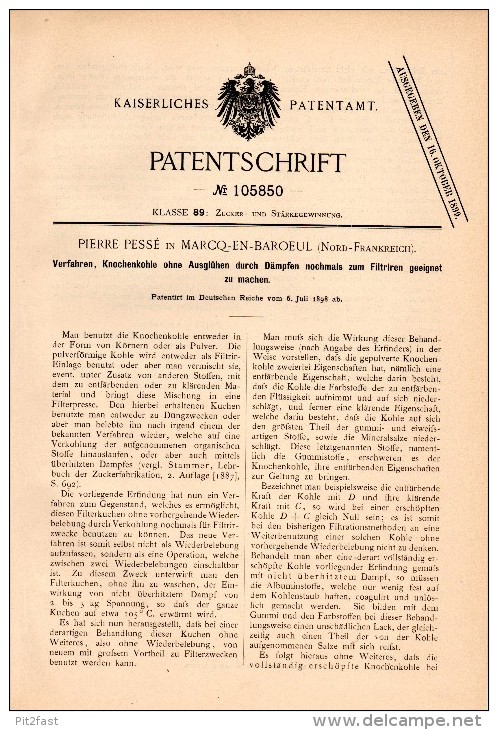 KAISERLICHES PATENTAMT.
AUSGEGEBEN DEN 16. OKTOBER 1899.
PATENTSCHRIFT
— № 105850 —
KLASSE 89: ZUCKER- UND STÄRKEGEWINNUNG.
PIERRE PESSÉ IN MARCQ-EN-BAROEUL (NORD-FRANKREICH).
Verfahren, Knochenkohle ohne Ausglühen durch Dämpfen nochmals zum Filtriren geeignet
zu machen.
Patentirt im Deutschen Reiche vom 6. Juli 1898 ab.
Man benutzt die Knochenkohle entweder in
der Form von Körnern oder als Pulver. Die
pulverförmige Kohle wird entweder als Filtrir-
Einlage benutzt oder aber man vermischt sie,
event. unter Zusatz von anderen Stoffen, mit
dem zu entfärbenden oder zu klärenden Ma-
terial und bringt diese Mischung in eine
Filterpresse. Den hierbei erhaltenen Kuchen
benutzte man entweder zu Düngzwecken oder
aber man belebte ihn nach irgend einem der
bekannten Verfahren wieder, welche auf eine
Verkohlung der aufgenommenen organischen
Stoffe hinauslaufen, oder aber auch mittels
überhitzten Dampfes (vergl. Stammer, Lehr-
buch der Zuckerfabrikation, 2. Auflage [1887],
S. 692).
Die vorliegende Erfindung hat nun ein Ver-
fahren zum Gegenstand, welches es ermöglicht,
diesen Filterkuchen ohne vorhergehende Wieder-
belebung durch Verkohlung nochmals für Filtrir-
zwecke benutzen zu können. Das neue Ver-
fahren ist somit nicht als Wiederbelebung
aufzufassen, sondern als eine Operation, welche
zwischen zwei Wiederbelebungen einschaltbar
ist. Zu diesem Zweck unterwirft man den
Filterkuchen, ohne ihn zu waschen, der Ein-
wirkung von nicht überhitztem Dampf von
2 bis 3 kg Spannung, so daß der ganze
Kuchen auf etwa 105° C. erwärmt wird.
Es hat sich nun herausgestellt, daß durch eine
derartigen Behandlung dieser Kuchen ohne
Weiteres, also ohne Wiederbelebung, von
neuem mit grossem Vortheil zu Filterzwecken
benutzt werden kann.
Man muß sich die Wirkung dieser Behand-
lungsweise (nach Angabe des Erfinders) in der
Weise vorstellen, daß die gepulverte Knochen-
kohle zweierlei Eigenschaften hat, nämlich eine
entfärbende Eigenschaft, welche darin besteht,
daß die Kohle die Farbstoffe der zu entfärben-
den Flüssigkeit aufnimmt und auf sich nieder-
schlägt, und ferner eine klärende Eigenschaft,
welche darin besteht, daß die Kohle auf sich
den größten Theil der gummi- und eiweifs-
artigen Stoffe, sowie die Mineralsalze nieder-
schlägt. Diese letztgenannten Stoffe, nament-
lich die Gummistoffe, verhindern es der
Knochenkohle, ihre entfärbenden Eigenschaften
zur Geltung zu bringen.
Bezeichnet man beispielsweise die entfärbende
Kraft der Kohle mit D und ihre klärende
Kraft mit C, so wird bei einer erschöpften
Kohle D + C gleich Null sein; es ist somit
bei den bisherigen Filtrationsmethoden an eine
Weiterbenutzung einer solchen Kohle ohne
vorhergehende Wiederbelebung nicht zu denken.
Behandelt man aber eine derart vollständig er-
schöpfte Kohle vorliegender Erfindung gemäß
mit nicht überhitztem Dampf, so müssen
die Albuminstoffe, welche nur wenig fest auf
dem Kohlenstaub haften, coagulirt und unlös-
lich gemacht werden. Sie bilden mit dem
Gummi und den Farbstoffen bei dieser Behand-
lungsweise einen unschädlichen Lack, der gleich-
zeitig auch einen Theil der von der Kohle
aufgenommenen Salze mit sich reißt.
Es folgt hieraus ohne Weiteres, daß die
vollständig erschöpfte Knochenkohle bei
Pit2fast
www.delcampe.net